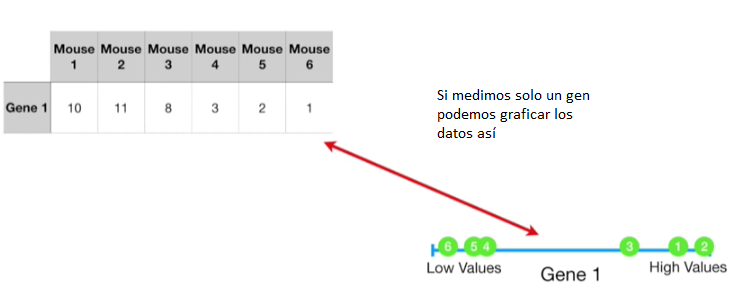 Mouse 1 Mouse 2 Mouse 3 Mouse 4 Mouse 5 Mouse 6
Gene 1 10 11 8 3 2 1
Si medimos solo un gen
podemos graficar los
datos así
6 5 4 3 1 2
Low Values Gene 1 High Values